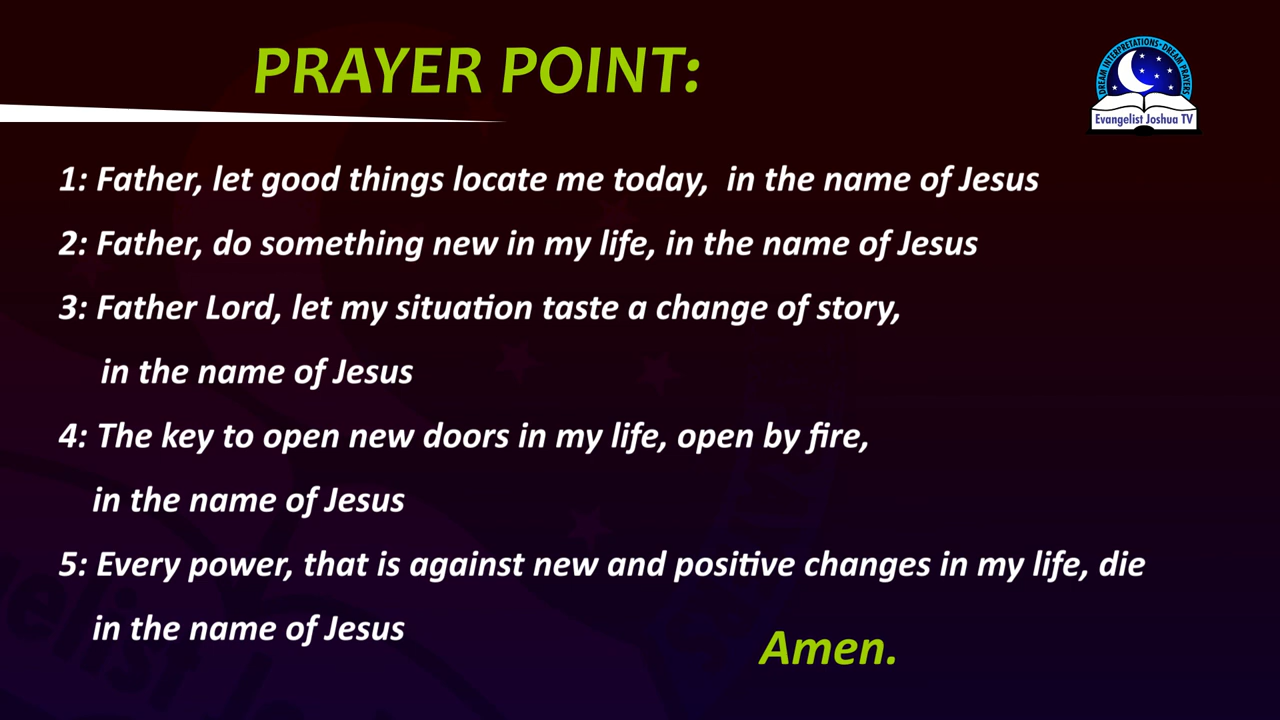 PRAYER POINT:
DREAM INTERPRETATIONS - DREAM PRAYERS
Evangelist Joshua TV
1: Father, let good things locate me today, in the name of Jesus
2: Father, do something new in my life, in the name of Jesus
3: Father Lord, let my situation taste a change of story,
in the name of Jesus
4: The key to open new doors in my life, open by fire,
in the name of Jesus
5: Every power, that is against new and positive changes in my life, die
in the name of Jesus
Amen.